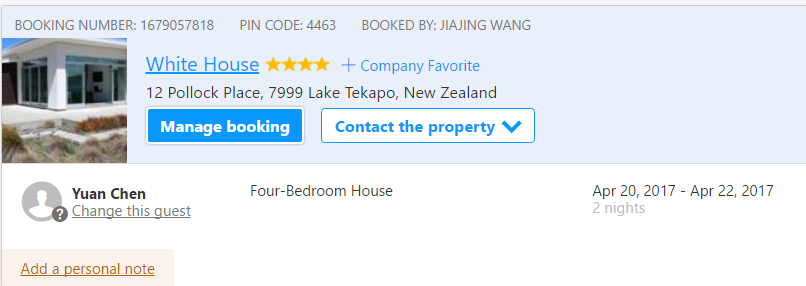 BOOKING NUMBER: 1679057818 PIN CODE: 4463 BOOKED BY: JIAJING WANG
White House + Company Favorite
12 Pollock Place, 7999 Lake Tekapo, New Zealand
Manage booking Contact the property
Yuan Chen Four-Bedroom House Apr 20, 2017 - Apr 22, 2017
? Change this guest 2 nights
Add a personal note